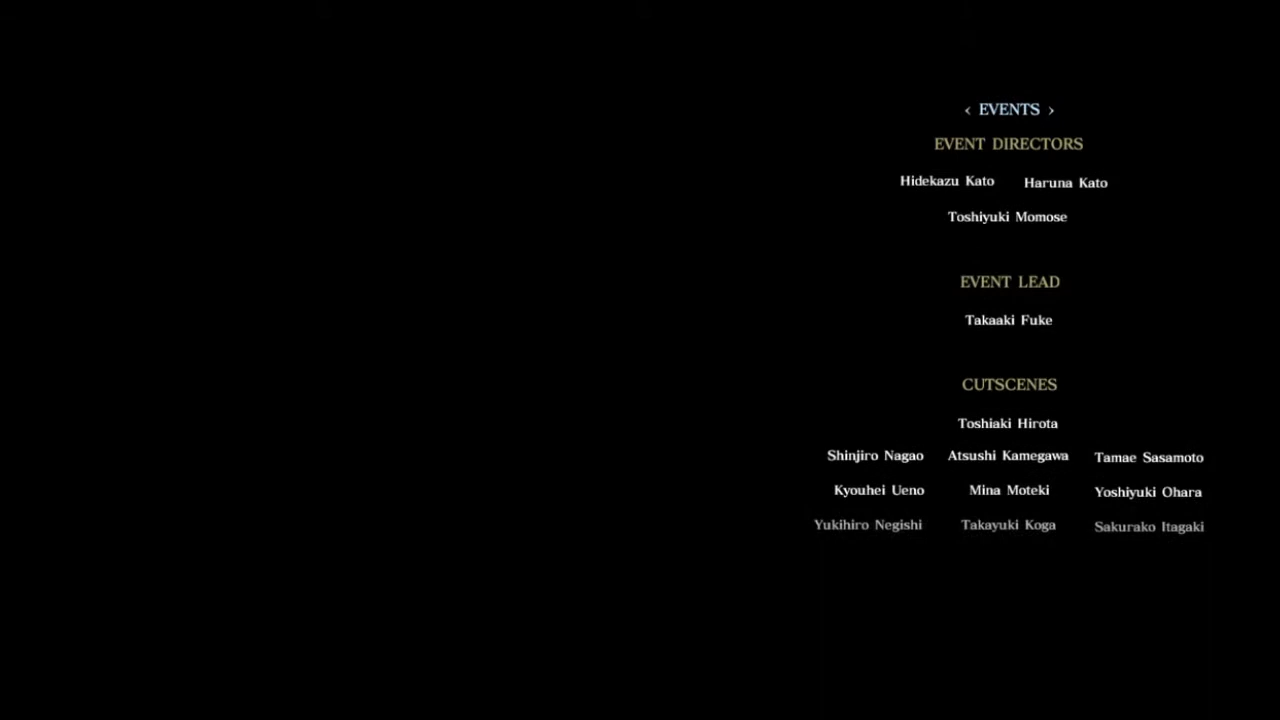 ‹ EVENTS ›
EVENT DIRECTORS
Hidekazu Kato Haruna Kato
Toshiyuki Momose
EVENT LEAD
Takaaki Fuke
CUTSCENES
Toshiaki Hirota
Shinjiro Nagao Atsushi Kamegawa Tamae Sasamoto
Kyouhei Ueno Mina Moteki Yoshiyuki Ohara
Yukihiro Negishi Takayuki Koga Sakurako Itagaki